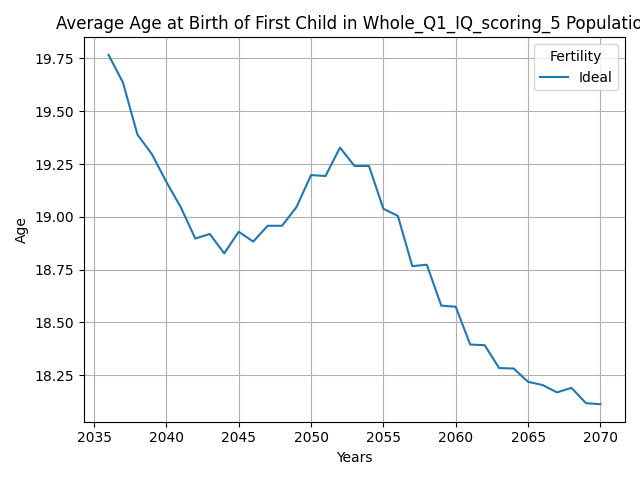 Average Age at Birth of First Child in Whole_Q1_IQ_scoring_5 Populatio
Fertility
Ideal
Age
19.75
19.50
19.25
19.00
18.75
18.50
18.25
2035 2040 2045 2050 2055 2060 2065 2070
Years